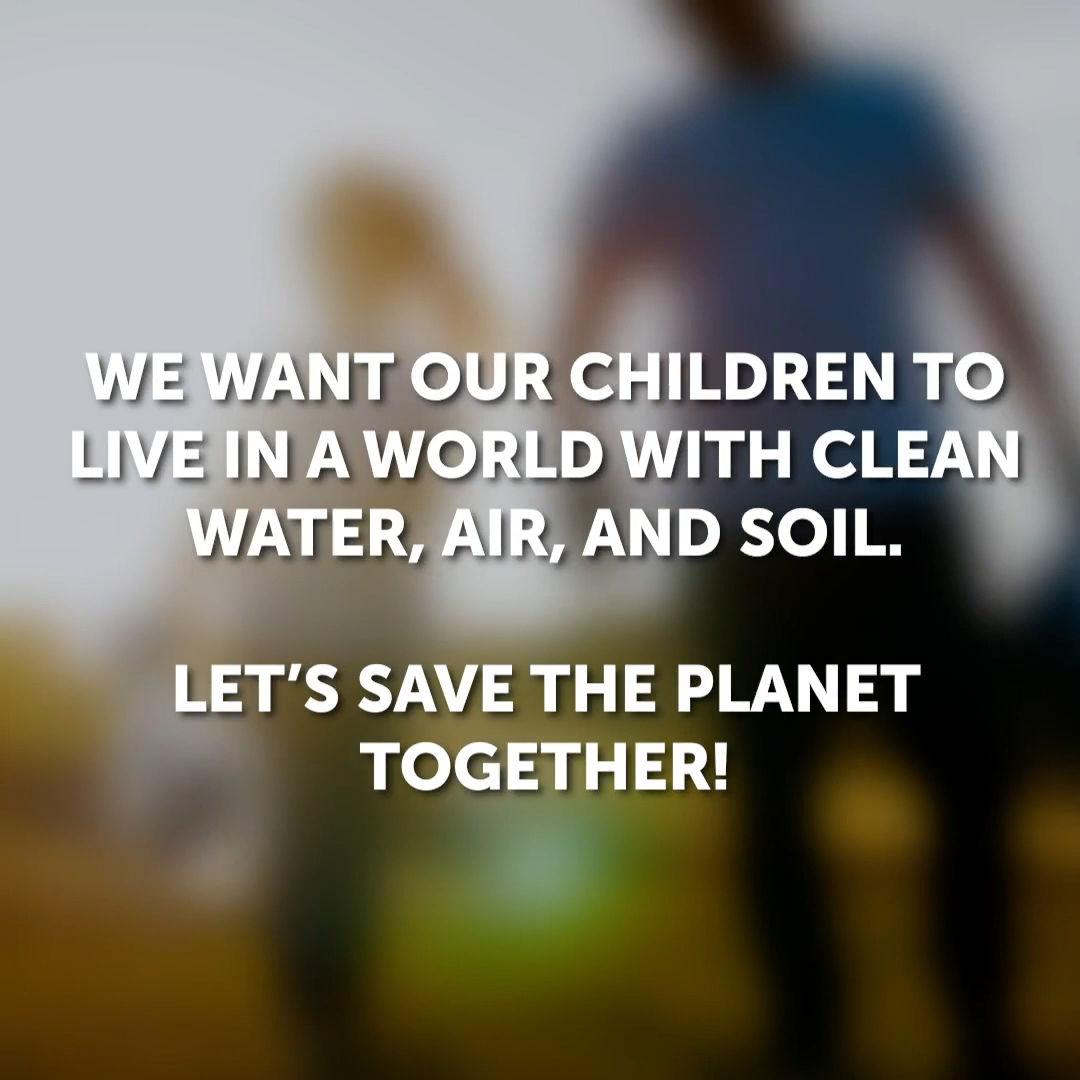 WE WANT OUR CHILDREN TO
LIVE IN A WORLD WITH CLEAN
WATER, AIR, AND SOIL.
LET’S SAVE THE PLANET
TOGETHER!